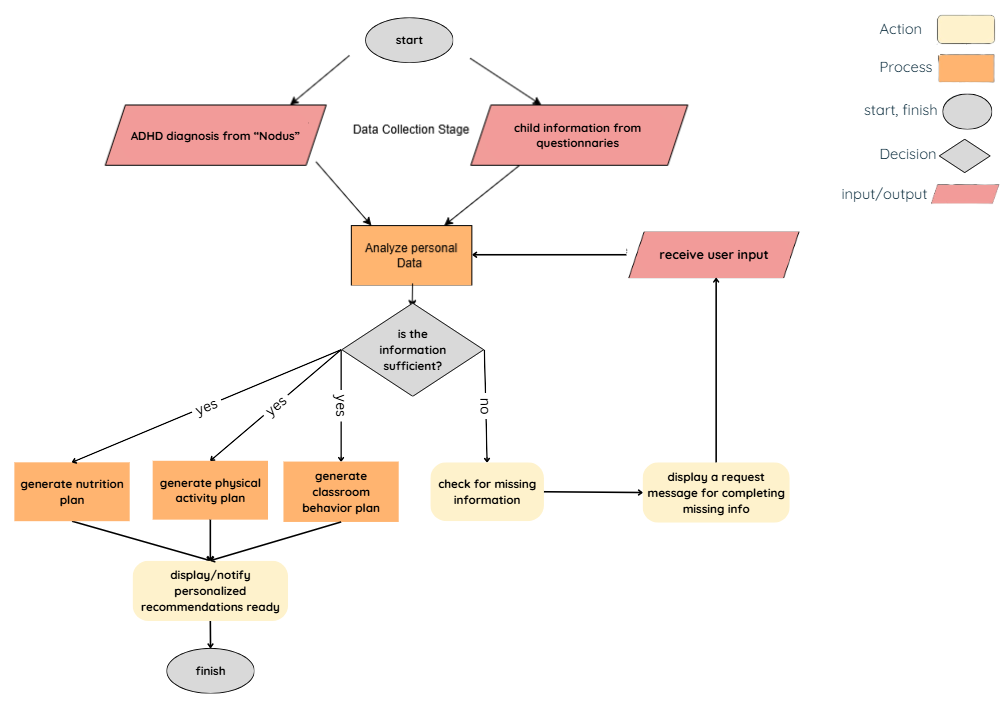 start
Action
Process
start, finish
Decision
input/output
ADHD diagnosis from “Nodus”
Data Collection Stage
child information from
questionnaries
Analyze personal
Data
receive user input
is the
information
sufficient?
yes
yes
yes
no
generate nutrition
plan
generate physical
activity plan
generate
classroom
behavior plan
check for missing
information
display a request
message for completing
missing info
display/notify
personalized
recommendations ready
finish